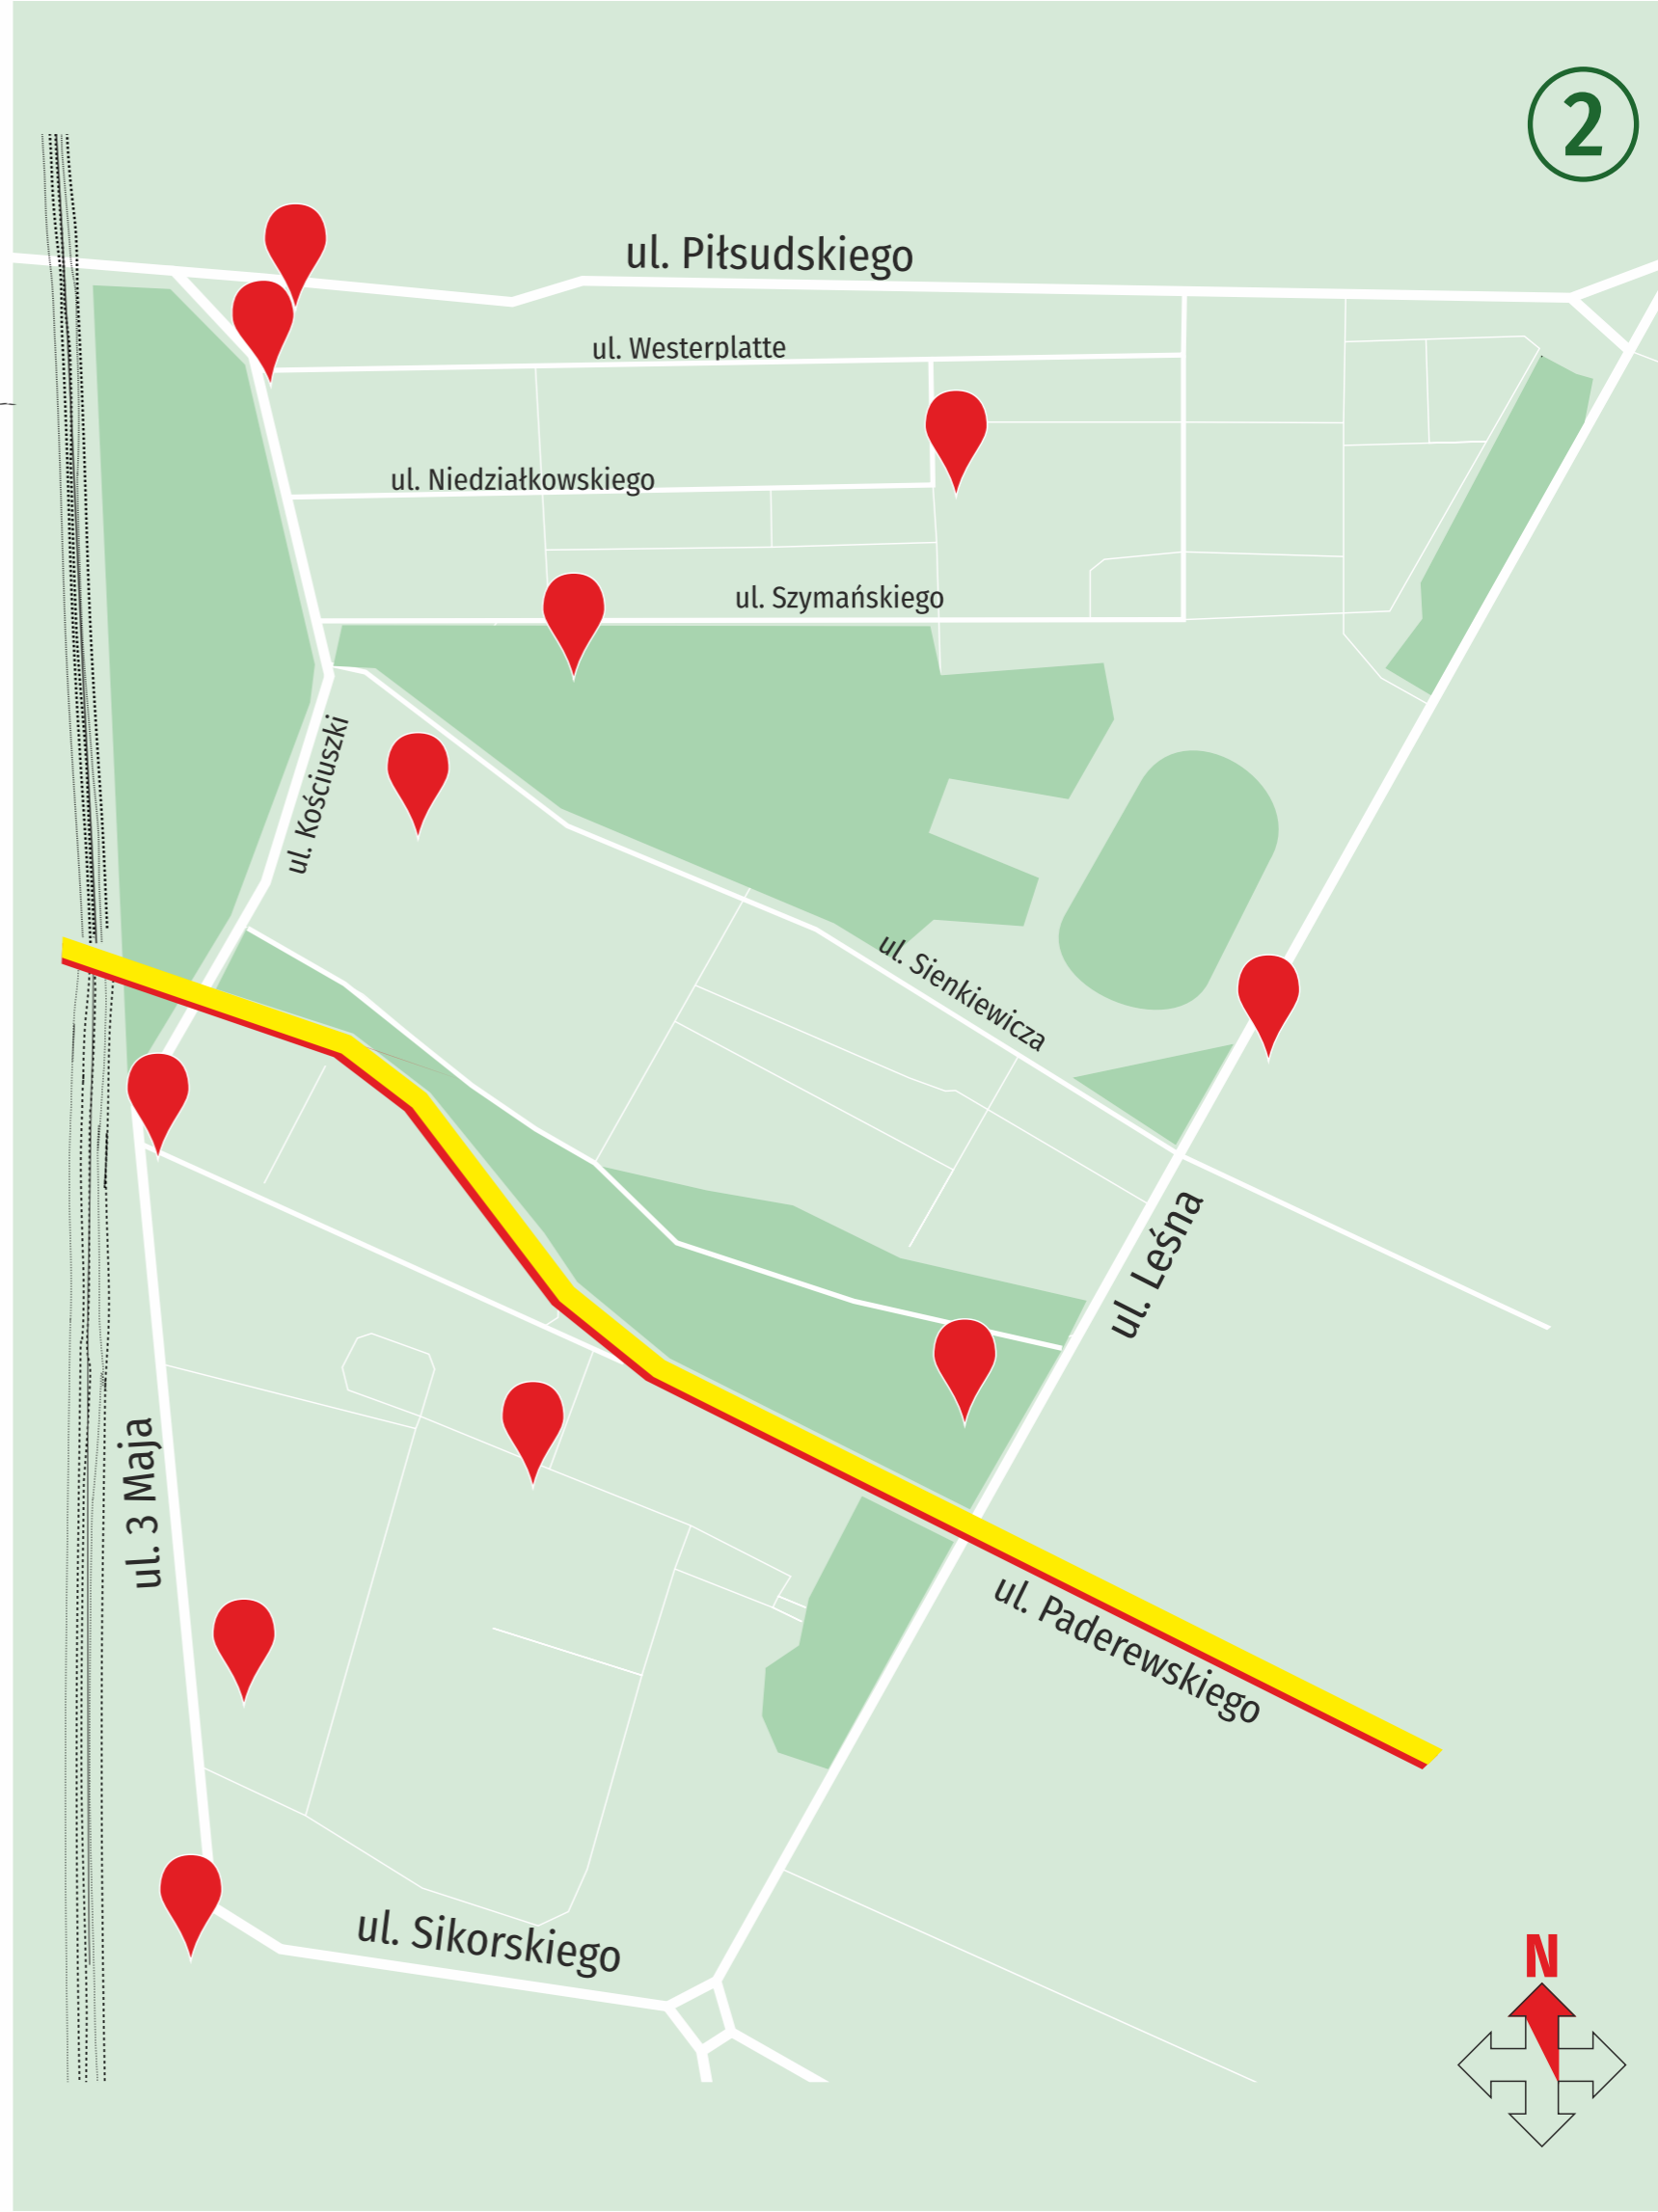 2
ul. Piłsudskiego
ul. Westerplatte
ul. Niedziałkowskiego
ul. Szymańskiego
ul. Kościuszki
ul. Sienkiewicza
ul. Leśna
ul. 3 Maja
ul. Paderewskiego
ul. Sikorskiego
N